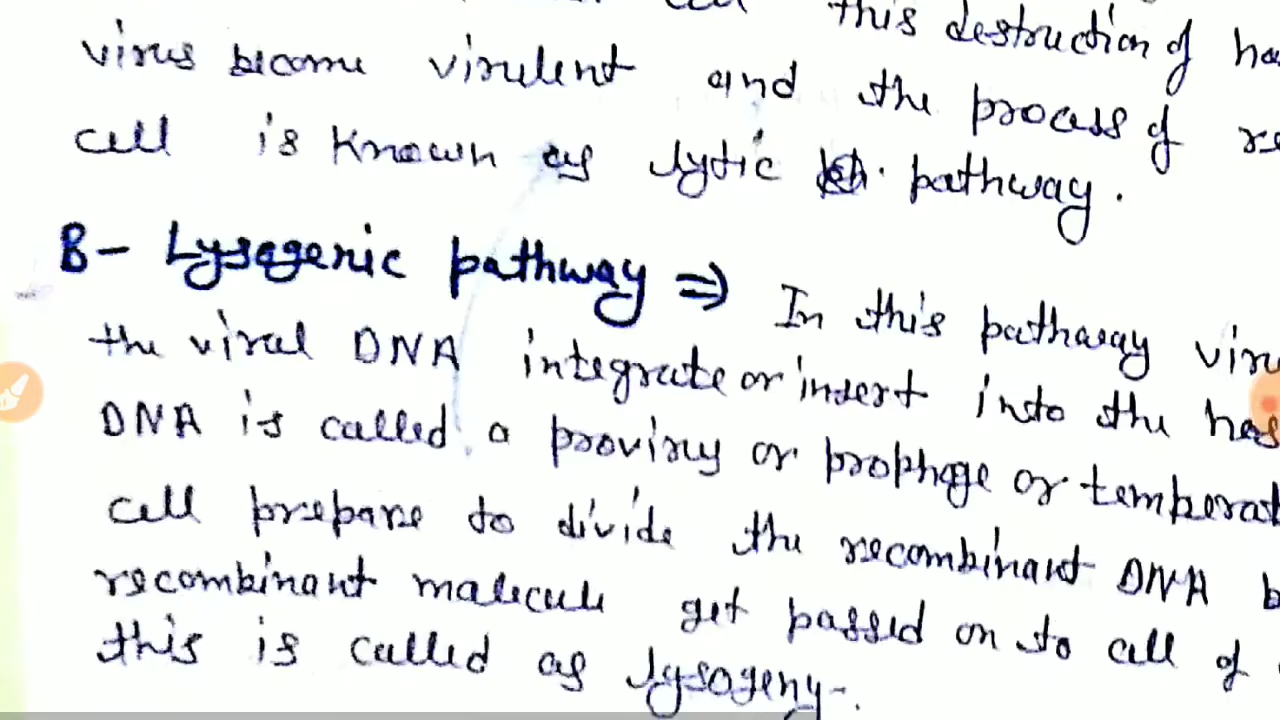 this destruction of
virus become virulent and the process of
cell is known as lytic pathway.
B- Lysogenic pathway ⇒ In this pathway
the viral DNA integrate or insert into the
DNA is called a provirus or prophage or
cell prepare to divide the recombinant DNA
recombinant malecule get passed on to all of
this is called as lysogeny-.